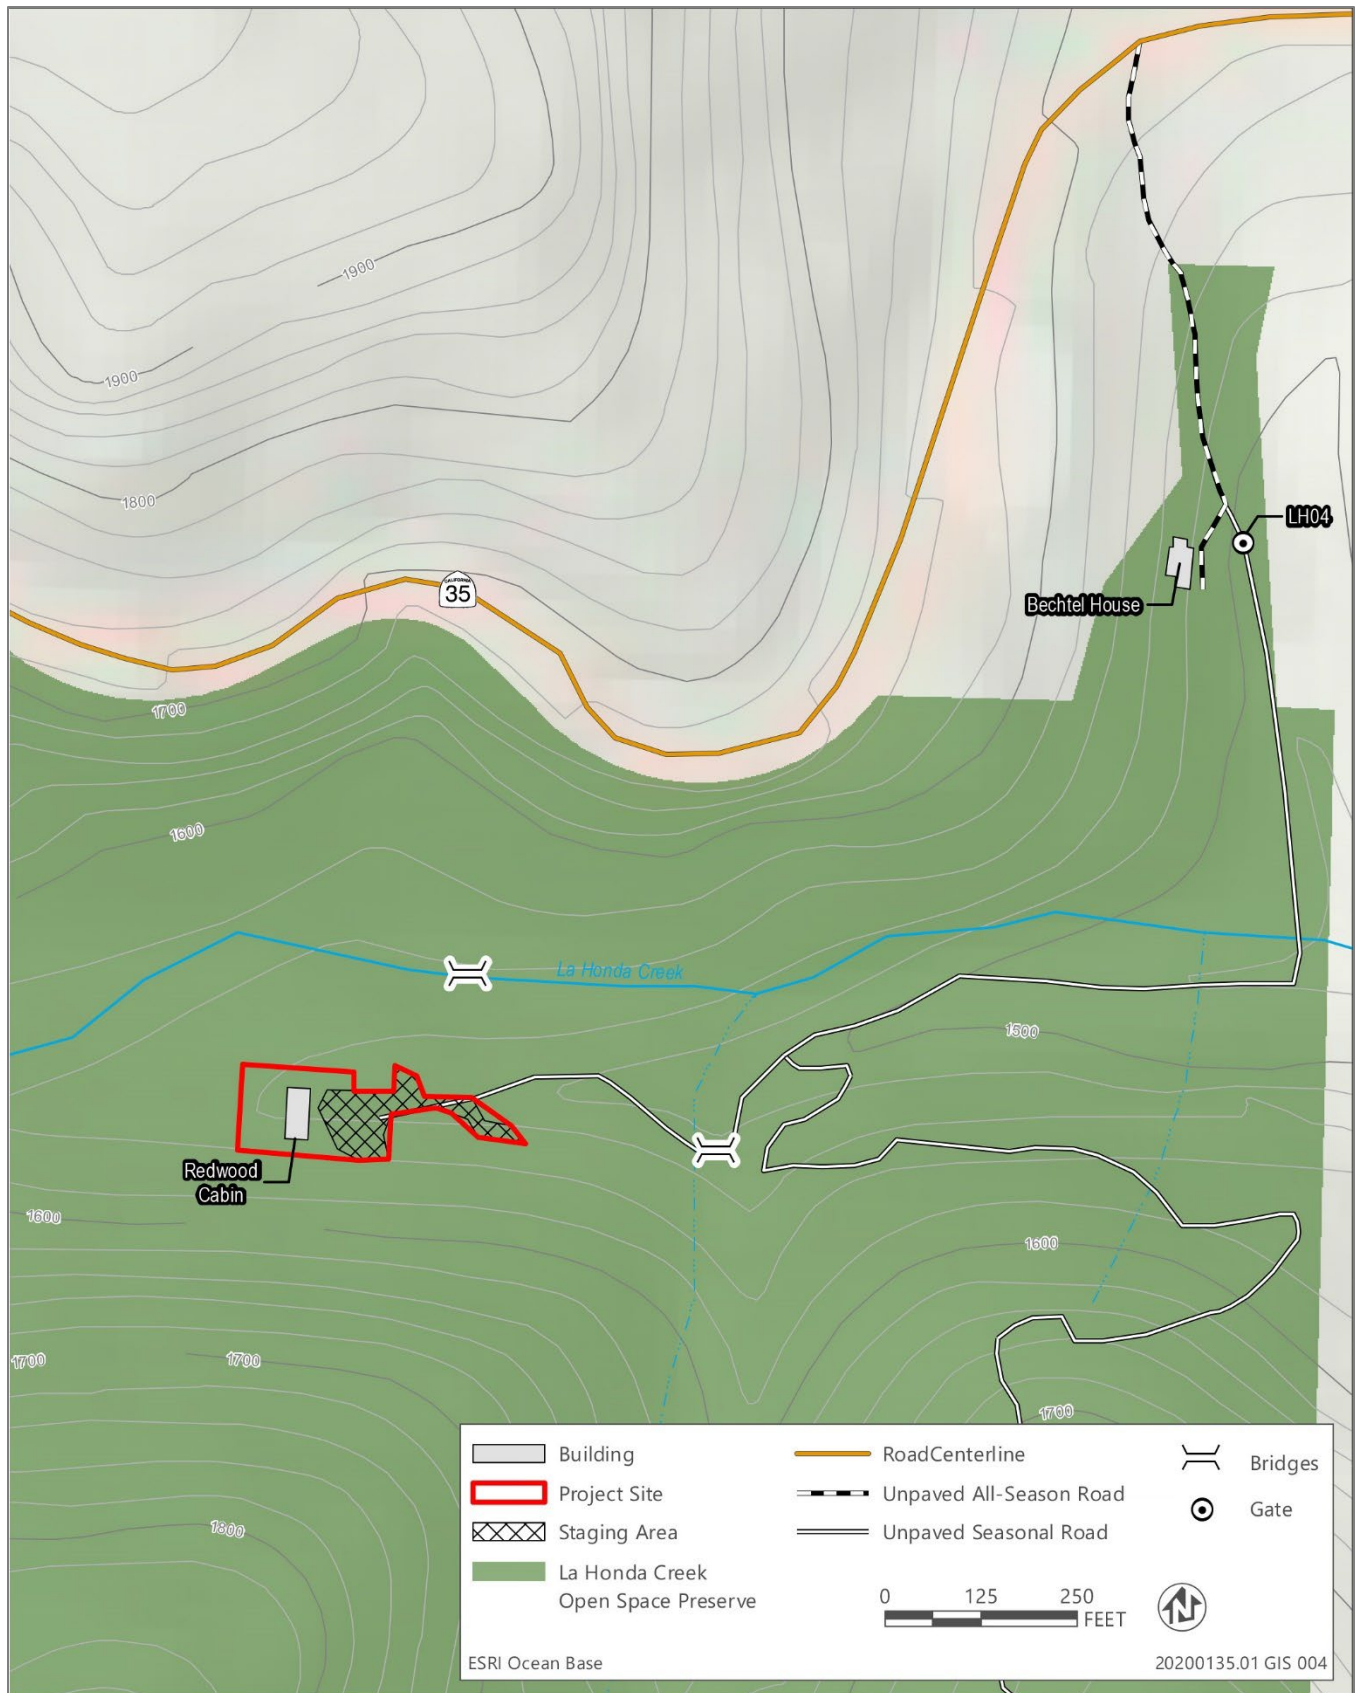 1900
1900
1800
LH04
CALIFORNIA
35
Bechtel House
1700
1600
La Honda Creek
1500
Redwood
Cabin
1600
1600
1700
1700
1700
1800
Building
Project Site
Staging Area
La Honda Creek
Open Space Preserve
RoadCenterline
Unpaved All-Season Road
Unpaved Seasonal Road
Bridges
Gate
0 125 250
FEET
N
ESRI Ocean Base
20200135.01 GIS 004